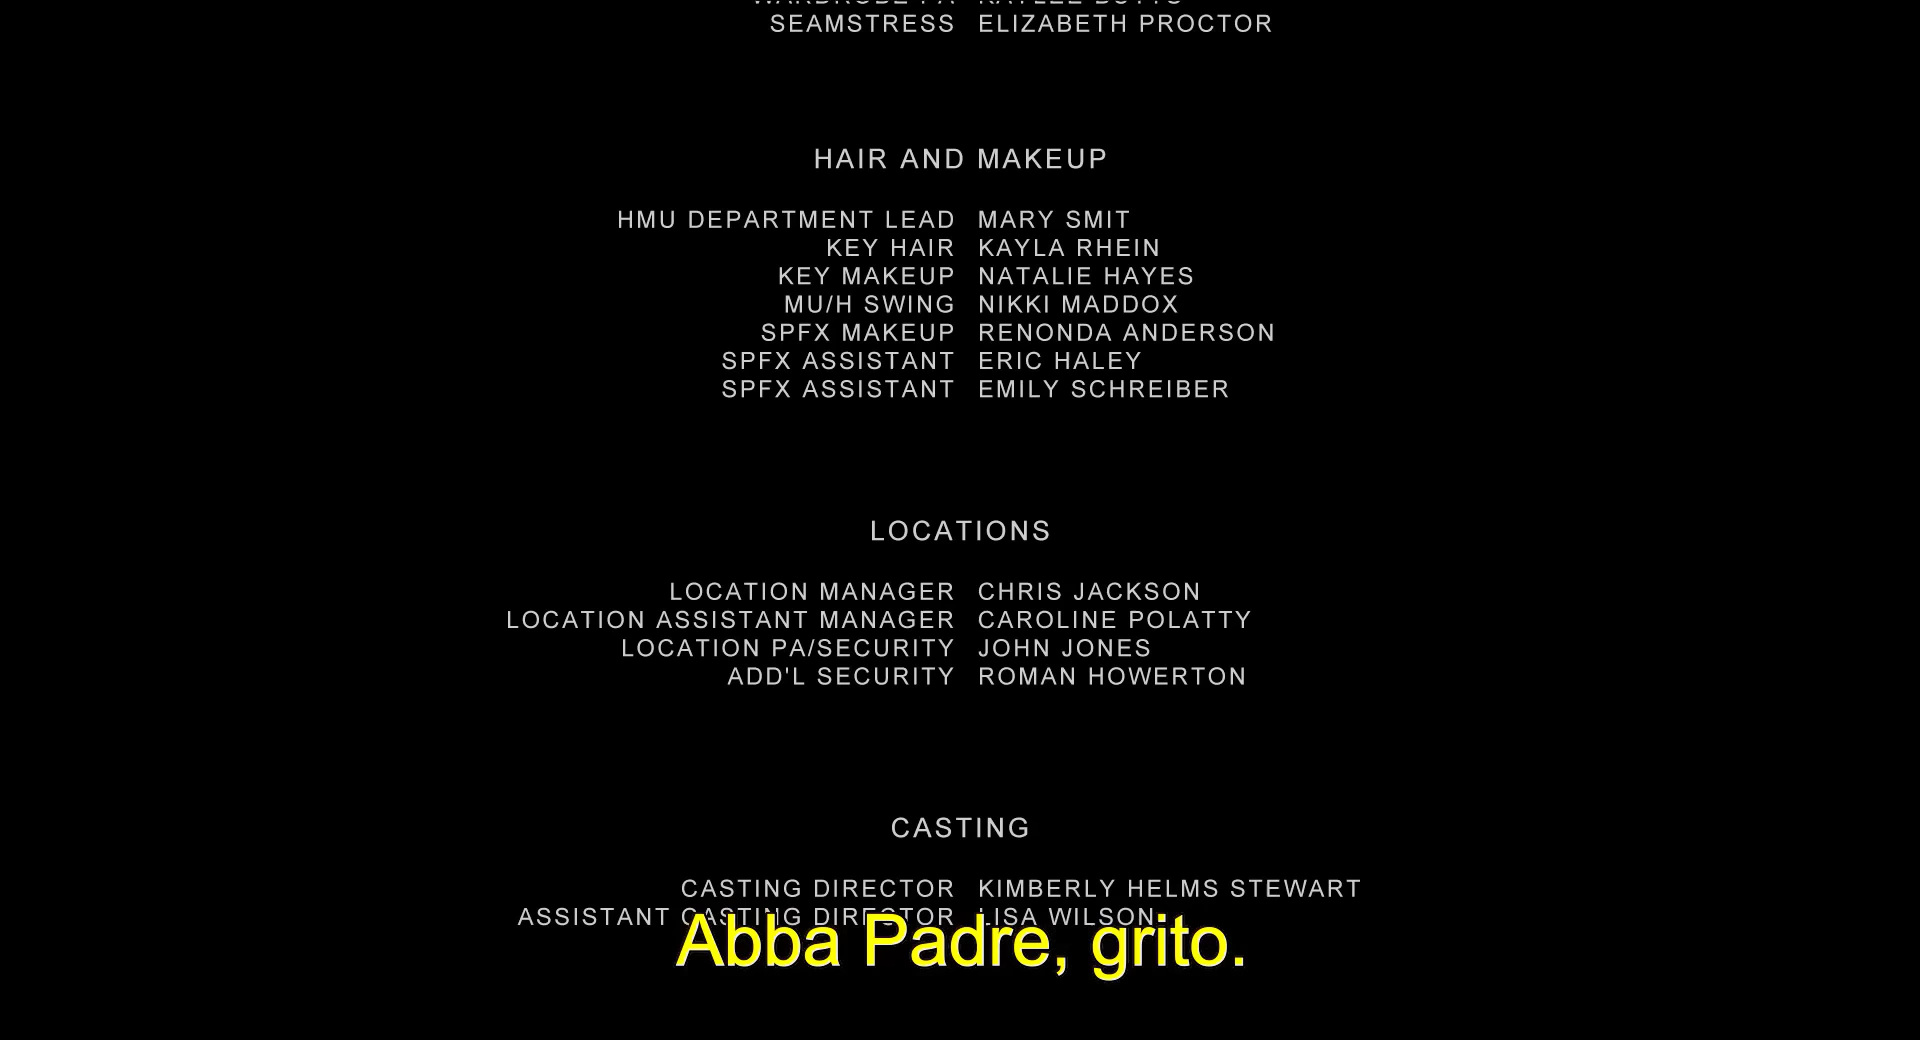 SEAMSTRESS ELIZABETH PROCTOR
HAIR AND MAKEUP
HMU DEPARTMENT LEAD MARY SMIT
KEY HAIR KAYLA RHEIN
KEY MAKEUP NATALIE HAYES
MU/H SWING NIKKI MADDOX
SPFX MAKEUP RENONDA ANDERSON
SPFX ASSISTANT ERIC HALEY
SPFX ASSISTANT EMILY SCHREIBER
LOCATIONS
LOCATION MANAGER CHRIS JACKSON
LOCATION ASSISTANT MANAGER CAROLINE POLATTY
LOCATION PA/SECURITY JOHN JONES
ADD'L SECURITY ROMAN HOWERTON
CASTING
CASTING DIRECTOR KIMBERLY HELMS STEWART
ASSISTANT CASTING DIRECTOR LISA WILSON
Abba Padre, grito.